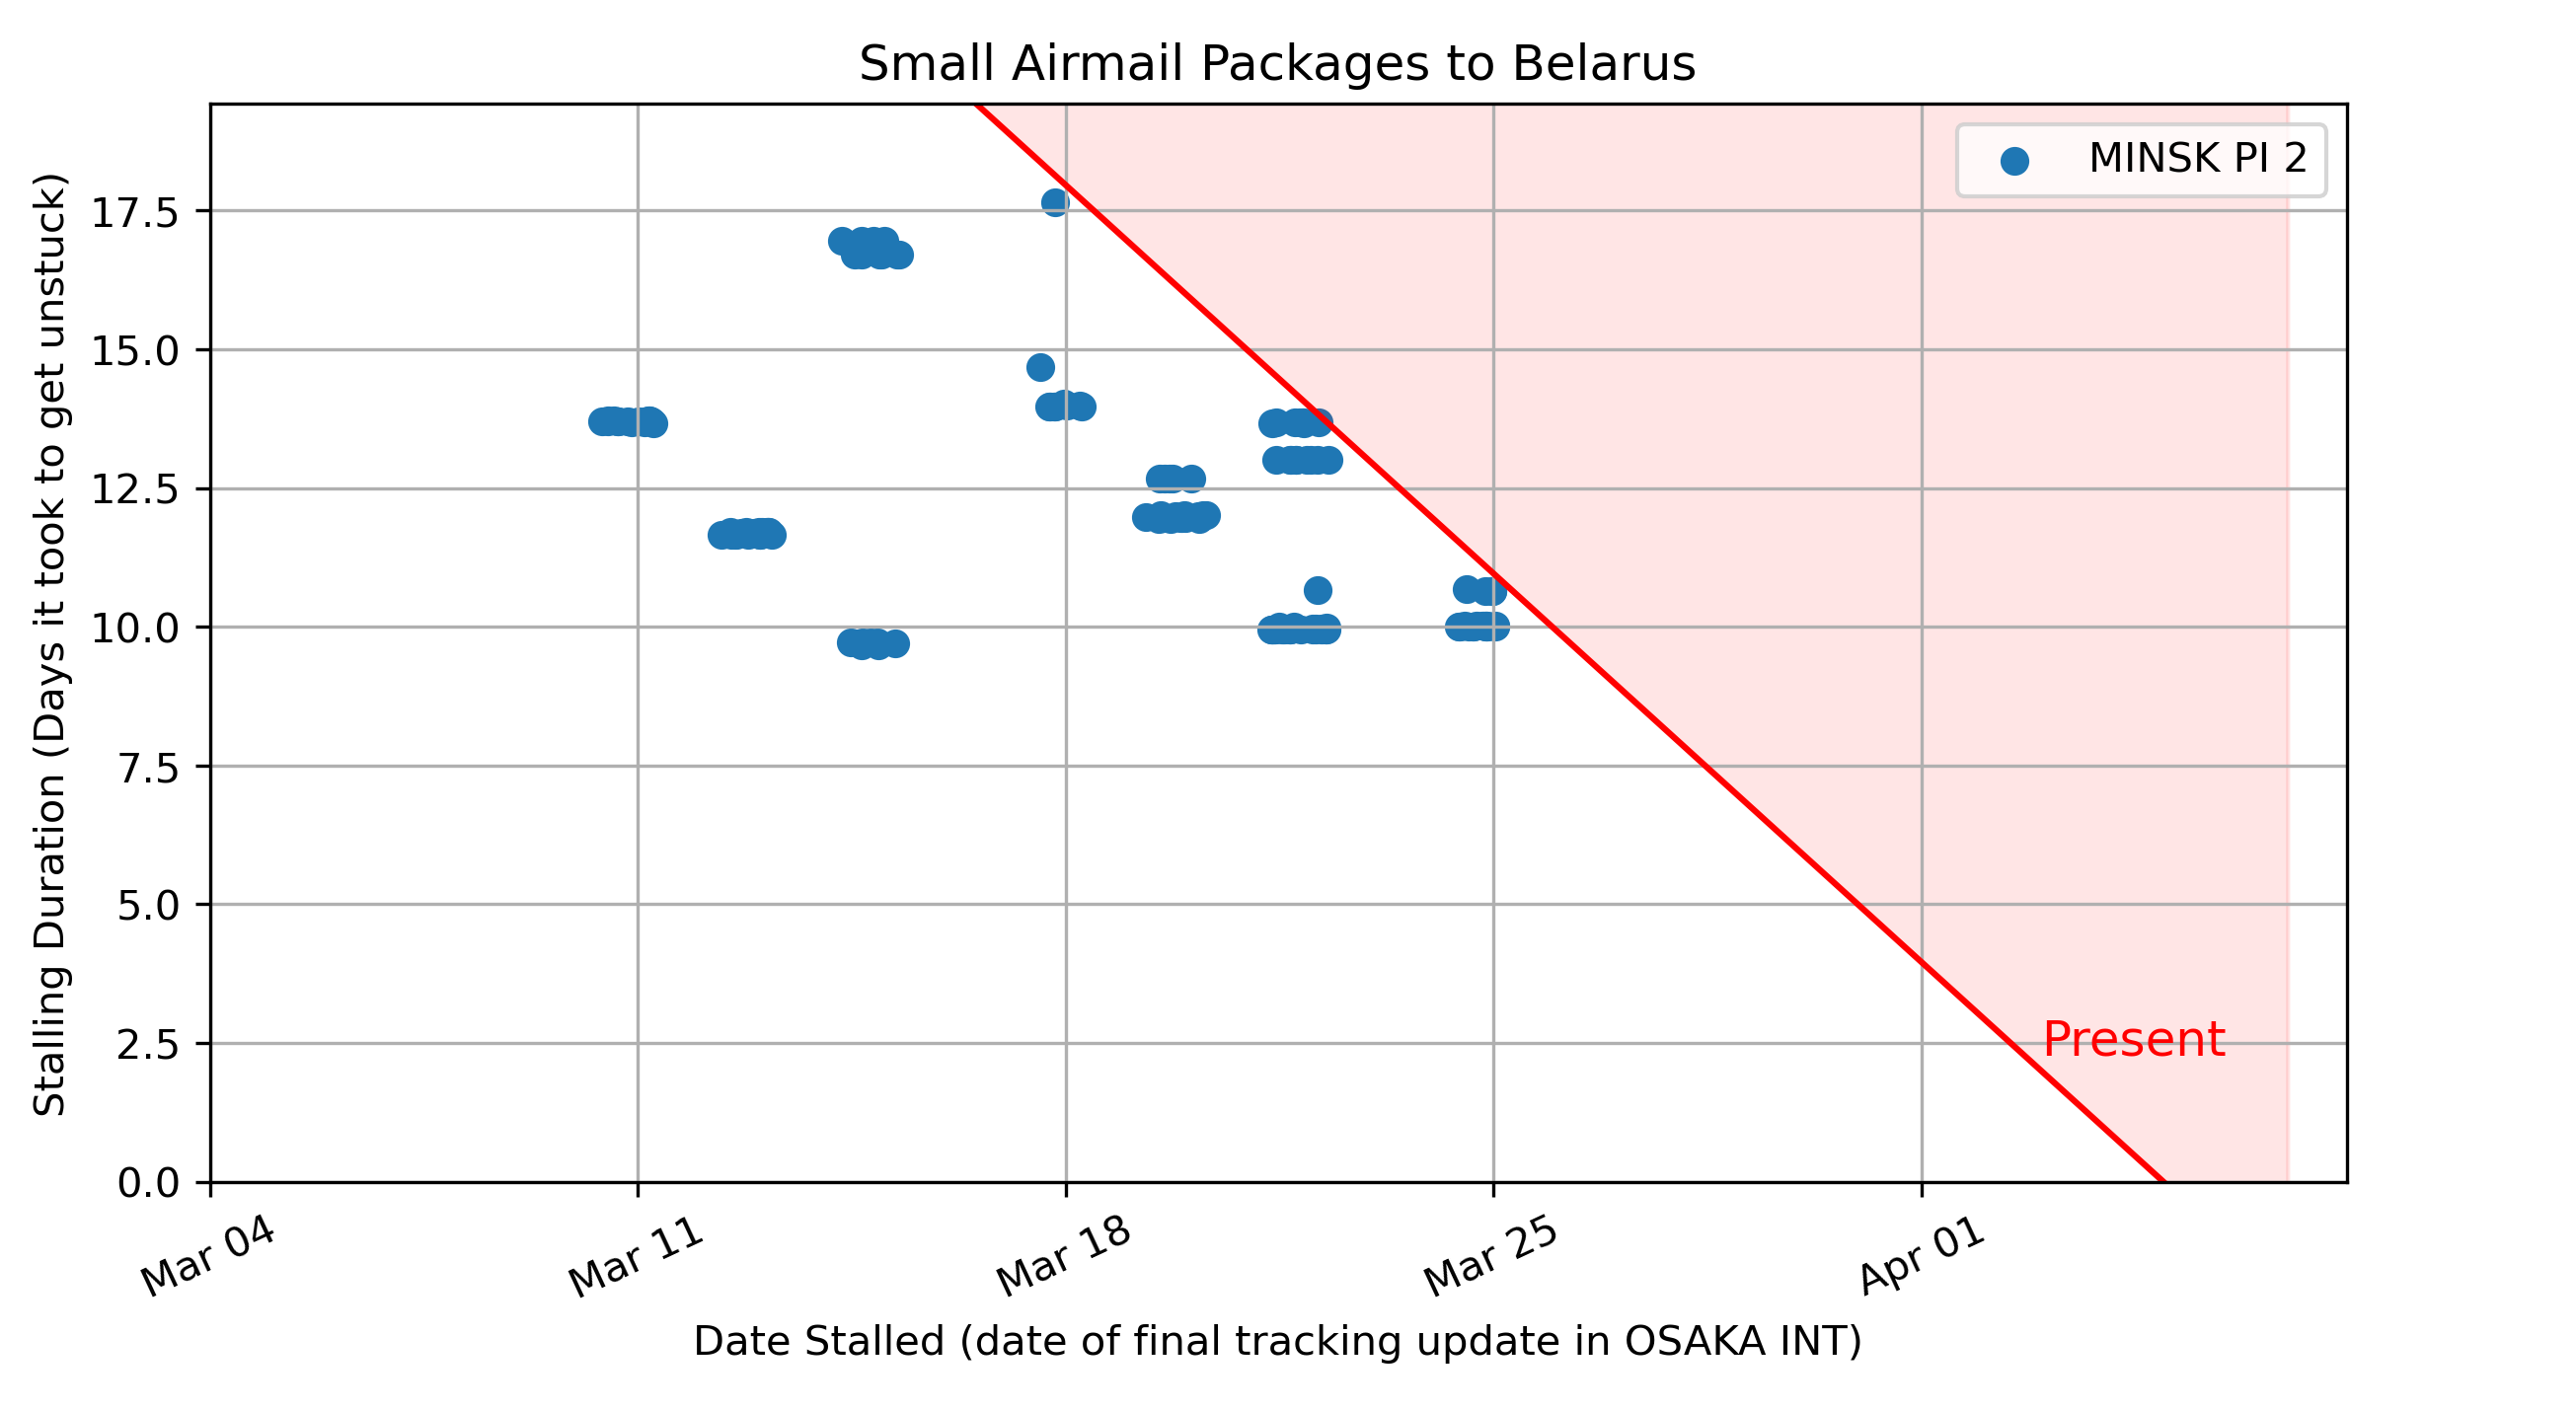 Small Airmail Packages to Belarus
MINSK PI 2
Stalling Duration (Days it took to get unstuck)
17.5
15.0
12.5
10.0
7.5
5.0
2.5
0.0
Present
Mar 04
Mar 11
Mar 18
Mar 25
Apr 01
Date Stalled (date of final tracking update in OSAKA INT)